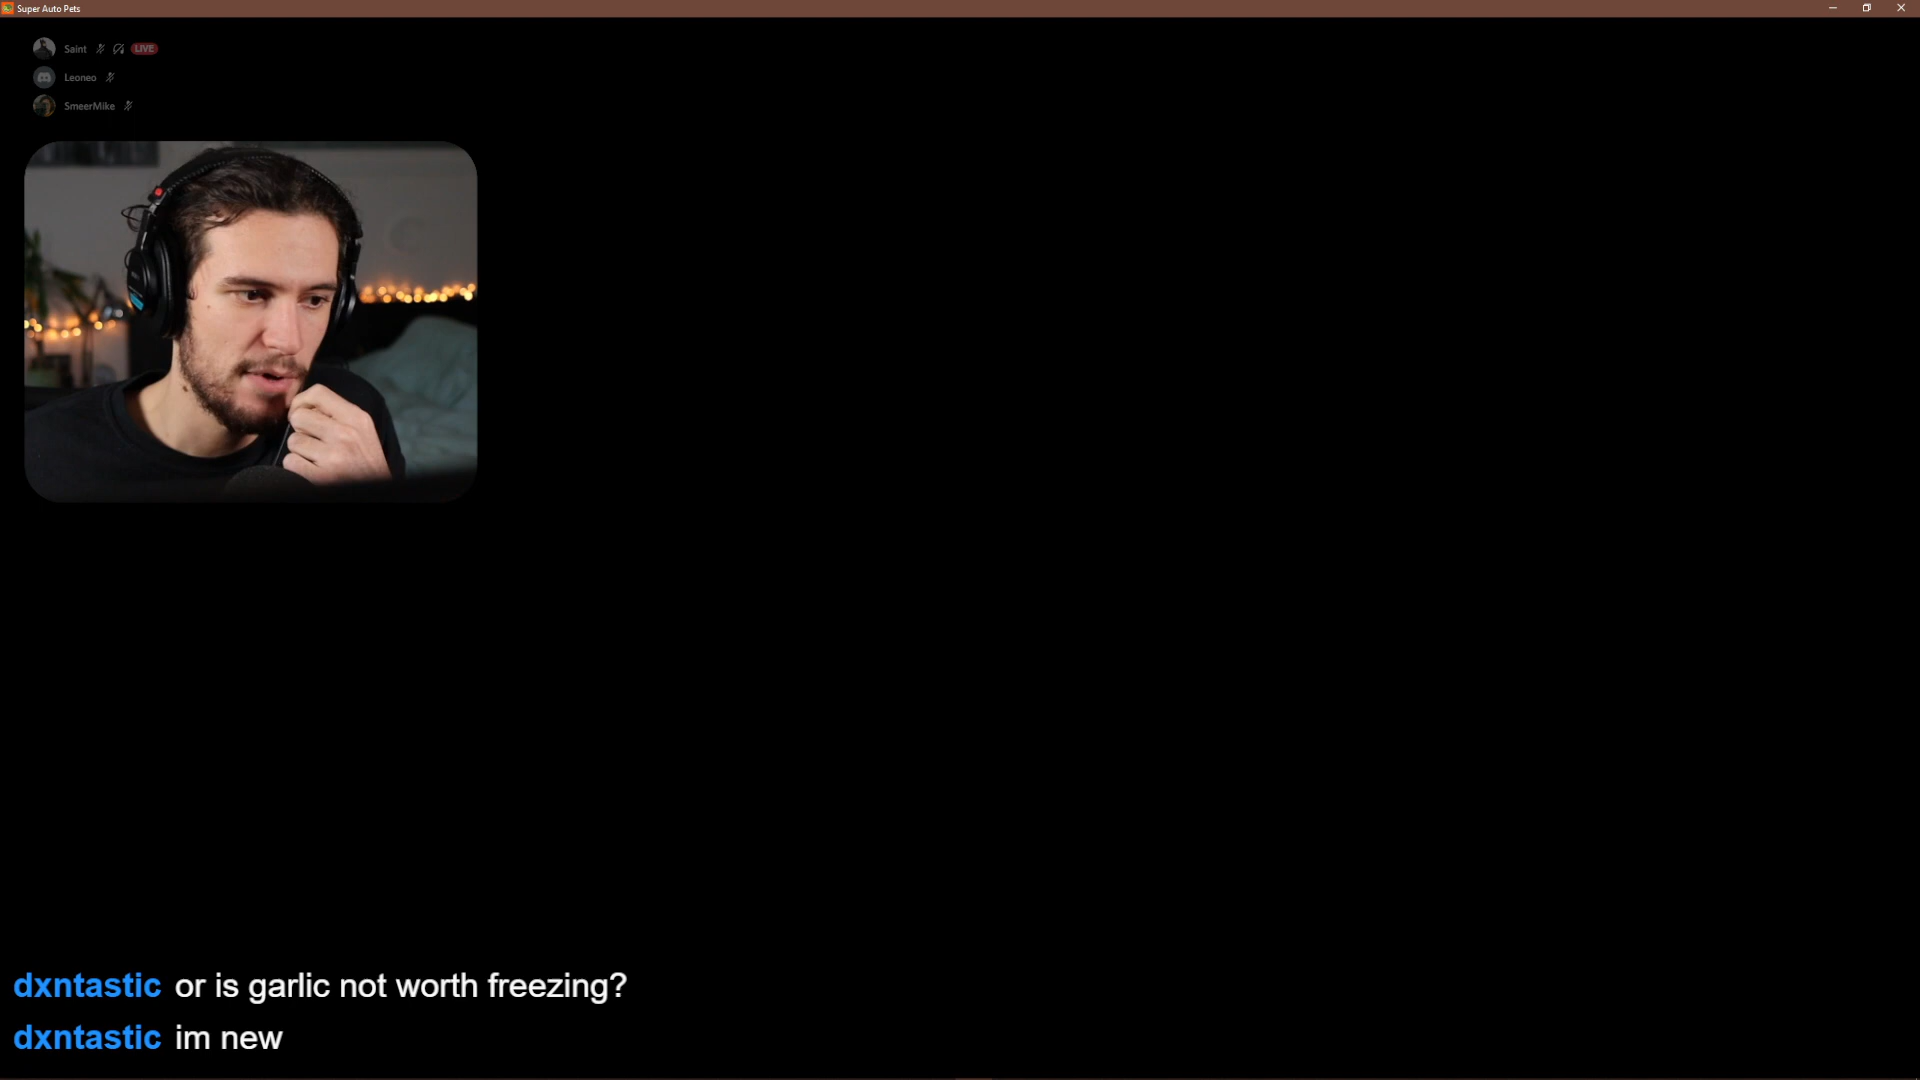 Super Auto Pets
Saint LIVE
Leoneo
SmeerMike
dxntastic or is garlic not worth freezing?
dxntastic im new